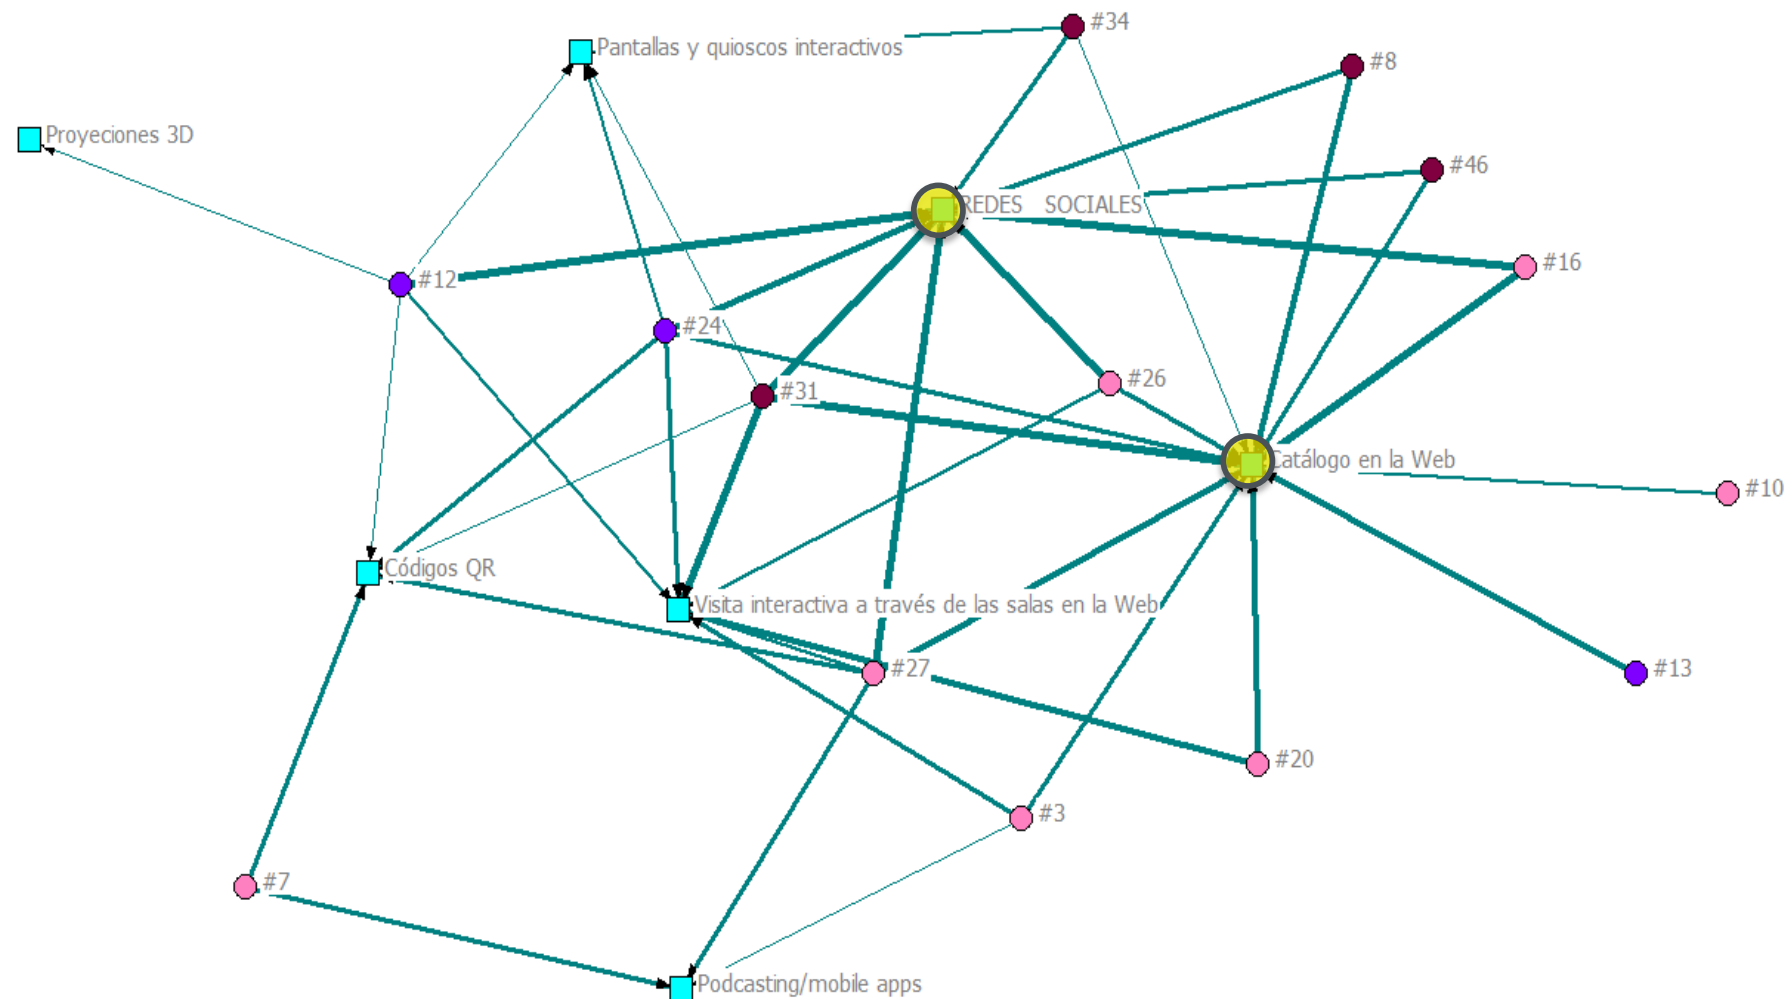 #34
Pantallas y quioscos interactivos
#8
Proyeciones 3D
#46
REDES SOCIALES
#16
#12
#24
#26
#31
Catálogo en la Web
#10
Códigos QR
Visita interactiva a través de las salas en la Web
#27
#13
#20
#3
#7
Podcasting/mobile apps